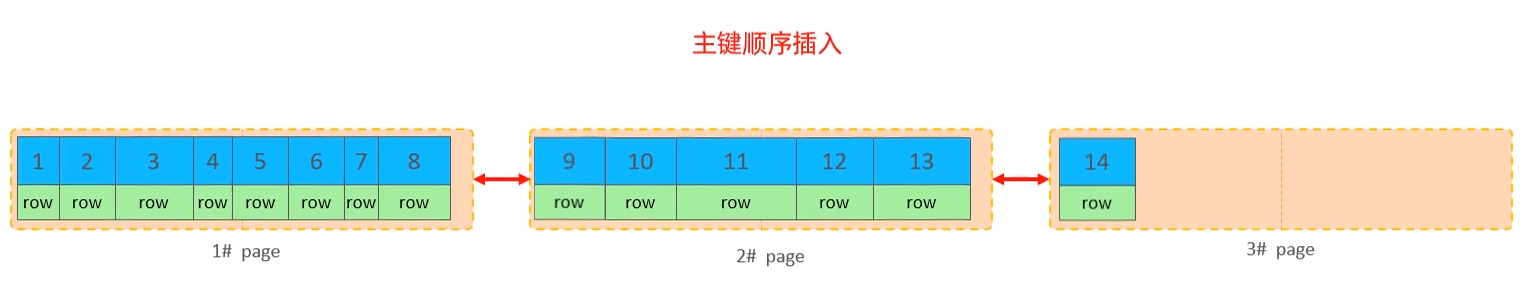 主键顺序插入
1 2 3 4 5 6 7 8
row row row row row row row row
1# page
9 10 11 12 13
row row row row row
2# page
14
row
3# page